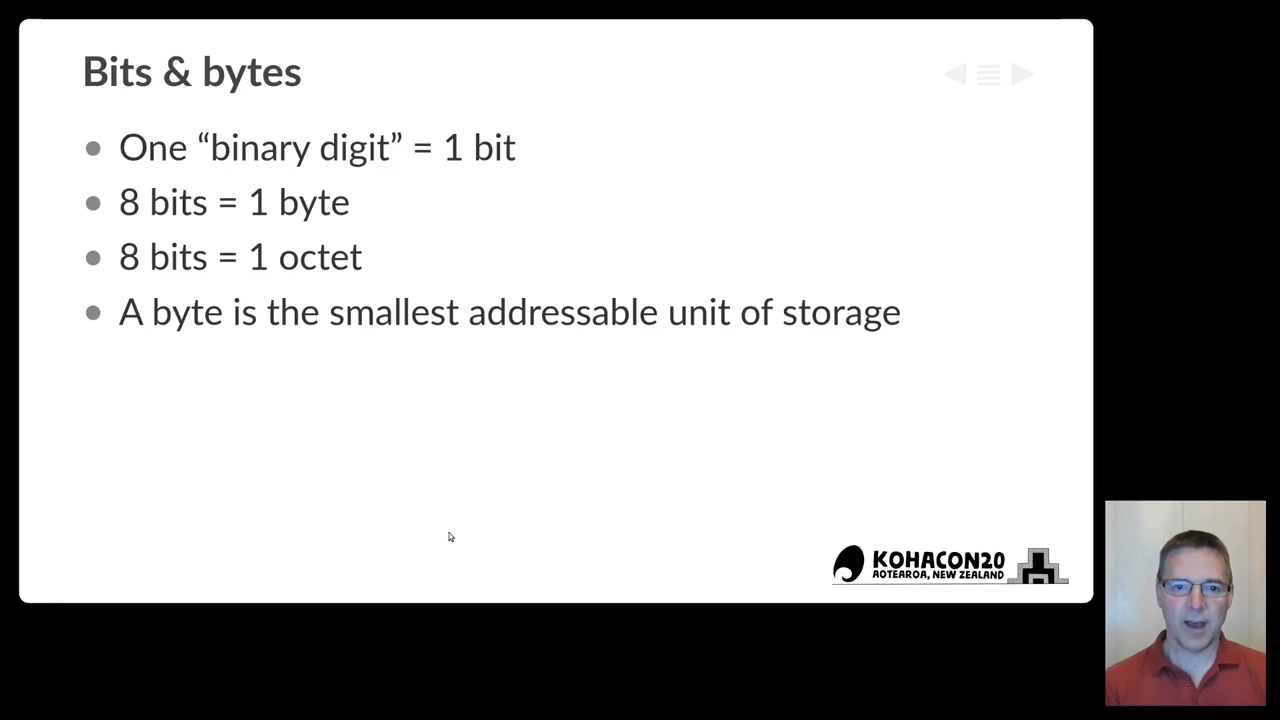 Bits & bytes
One “binary digit” = 1 bit
8 bits = 1 byte
8 bits = 1 octet
A byte is the smallest addressable unit of storage
KOHACON20
AOTEAROA, NEW ZEALAND